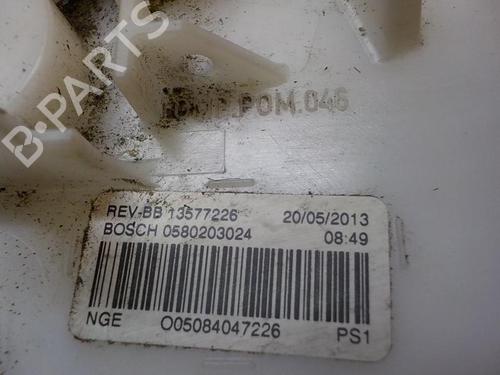 B-PARTS
POM.046
REV-BB 13577226 20/05/2013
BOSCH 0580203024 08:49
NGE O05084047226 PS1